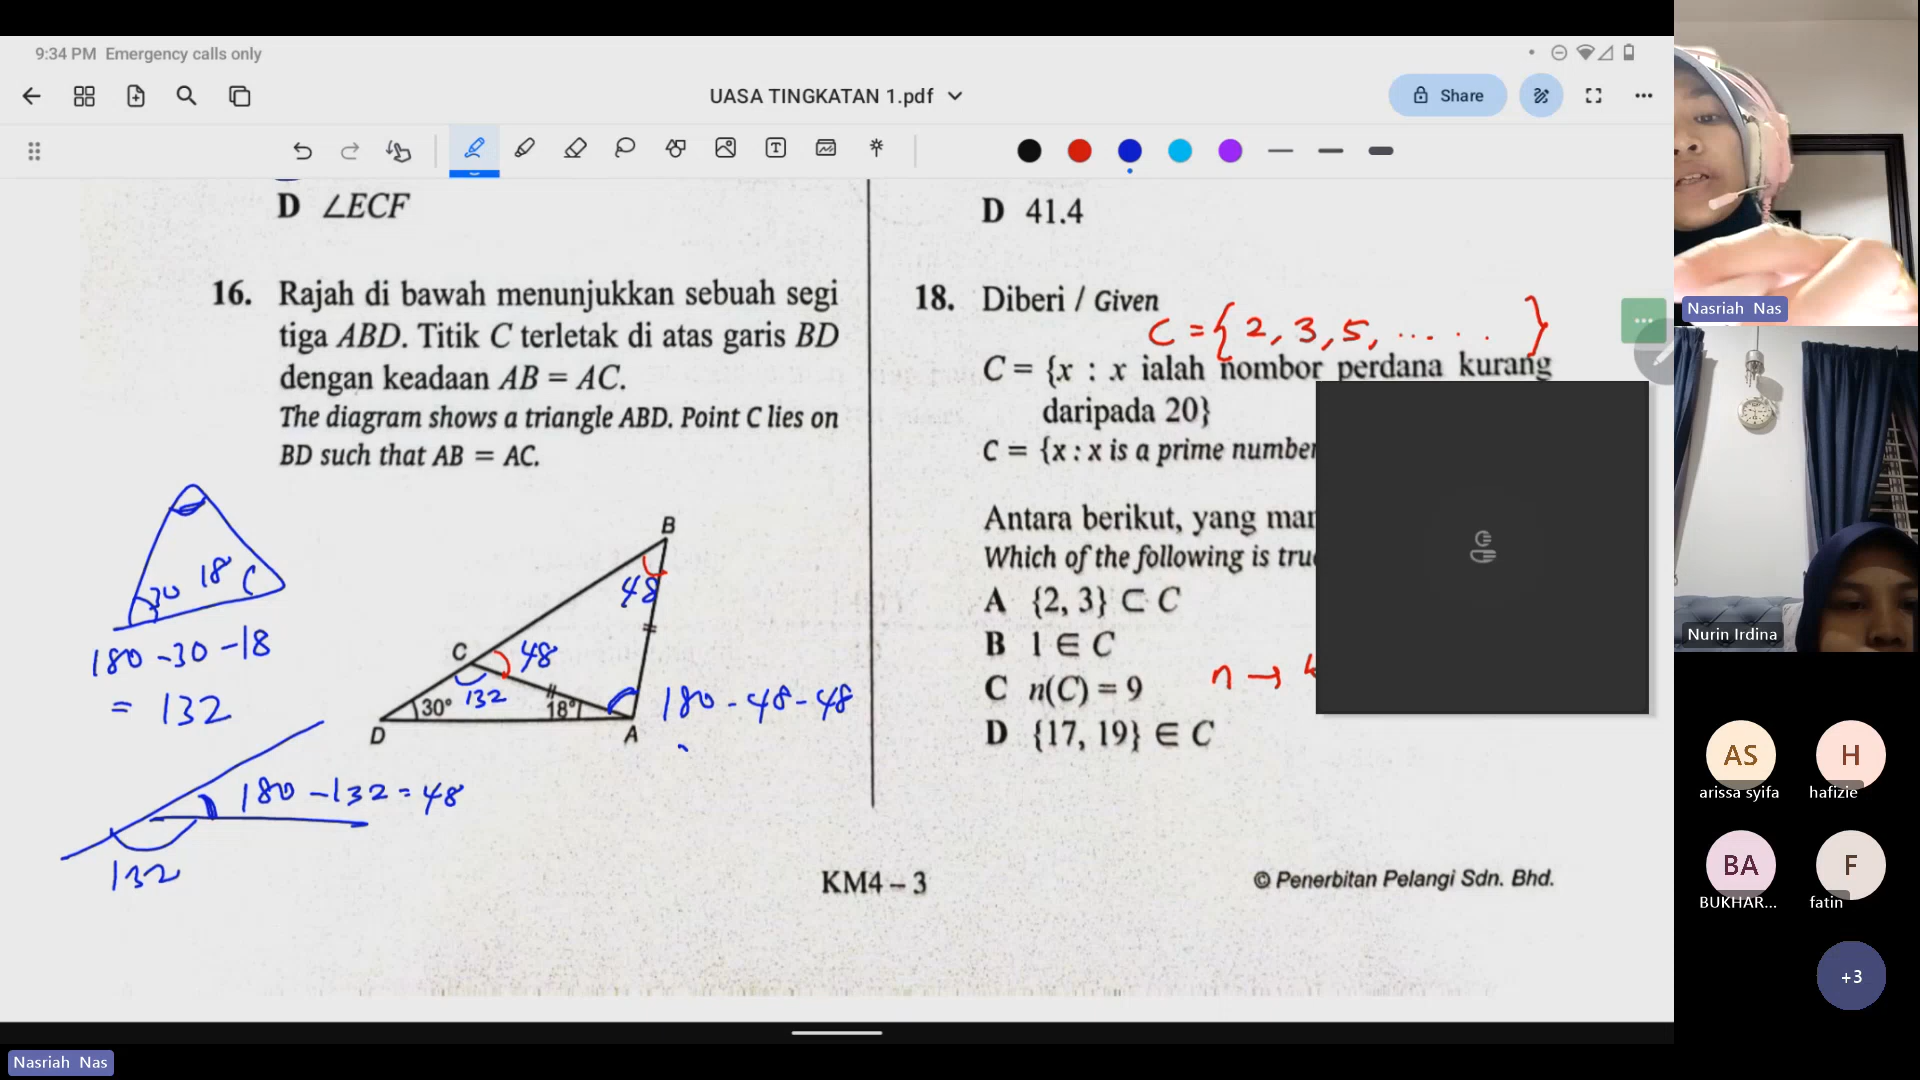 9:34 PM Emergency calls only
UASA TINGKATAN 1.pdf
Share
D ∠ECF
16. Rajah di bawah menunjukkan sebuah segi
tiga ABD. Titik C terletak di atas garis BD
dengan keadaan AB = AC.
The diagram shows a triangle ABD. Point C lies on
BD such that AB = AC.
30 18
180 - 30 - 18
= 132
180 - 132 = 48
132
B
48
C
48
132
30°
18°
D
A
180 - 48 - 48
D 41.4
18. Diberi / Given
C = { 2, 3, 5, ...... }
C = {x : x ialah nombor perdana kurang
daripada 20}
C = {x : x is a prime number
Antara berikut, yang
Which of the following is
A {2, 3} ⊂ C
B 1 ∈ C
C n(C) = 9
D {17, 19} ∈ C
n →
KM4 – 3
© Penerbitan Pelangi Sdn. Bhd.
Nasriah Nas
Nurin Irdina
AS
arissa syifa
H
hafizie
BA
BUKHAR...
F
fatin
+3
Nasriah Nas